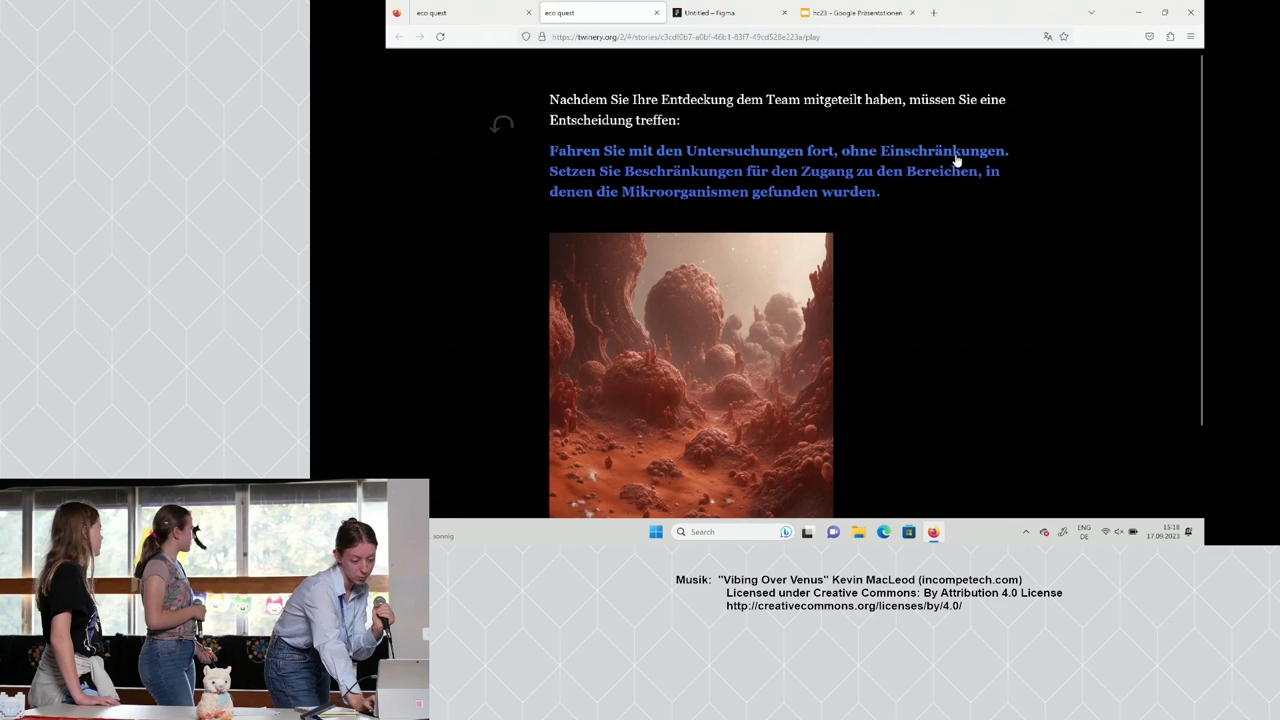 eco quest
eco quest
Untitled – Figma
hc23 - Google Präsentationen
https://twinery.org/2/#/stories/c3cdf0b7-a0bf-46b1-83f7-49cd528e223a/play
Nachdem Sie Ihre Entdeckung dem Team mitgeteilt haben, müssen Sie eine
Entscheidung treffen:
Fahren Sie mit den Untersuchungen fort, ohne Einschränkungen.
Setzen Sie Beschränkungen für den Zugang zu den Bereichen, in
denen die Mikroorganismen gefunden wurden.
sonnig
Search
ENG
DE
15:18
17.09.2023
Musik: "Vibing Over Venus" Kevin MacLeod (incompetech.com)
Licensed under Creative Commons: By Attribution 4.0 License
http://creativecommons.org/licenses/by/4.0/